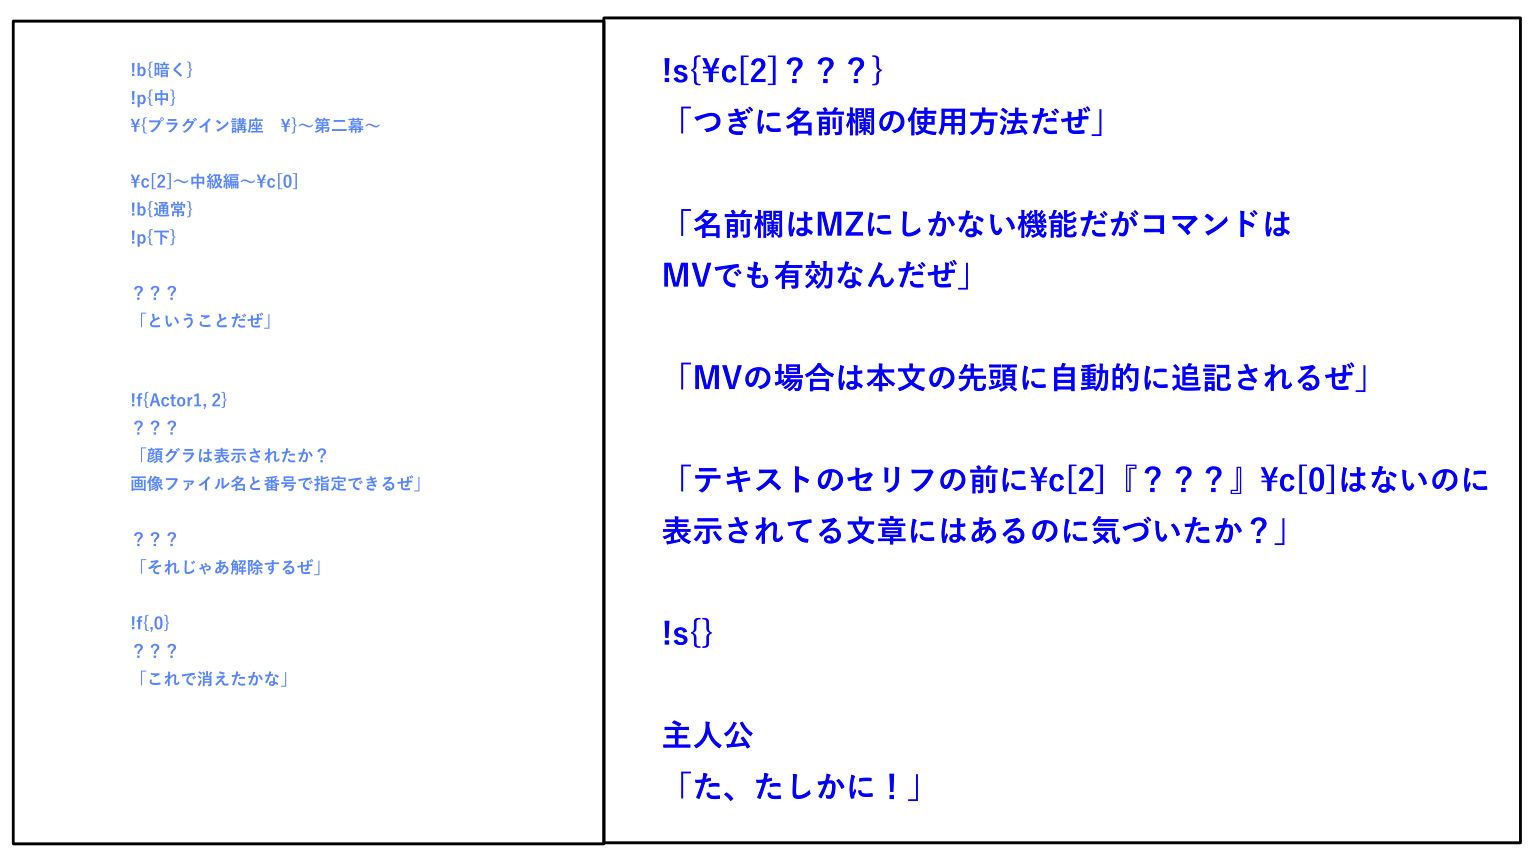 !b{暗く}
!p{中}
¥{プラグイン講座　¥}～第二幕～
¥c[2]～中級編～¥c[0]
!b{通常}
!p{下}
？？？
「ということだぜ」
!f{Actor1, 2}
？？？
「顔グラは表示されたか？
画像ファイル名と番号で指定できるぜ」
？？？
「それじゃあ解除するぜ」
!f{,0}
？？？
「これで消えたかな」
!s{¥c[2]？？？}
「つぎに名前欄の使用方法だぜ」
「名前欄はMZにしかない機能だがコマンドは
MVでも有効なんだぜ」
「MVの場合は本文の先頭に自動的に追記されるぜ」
「テキストのセリフの前に¥c[2]『？？？』¥c[0]はないのに
表示されてる文章にはあるのに気づいたか？」
!s{}
主人公
「た、たしかに！」